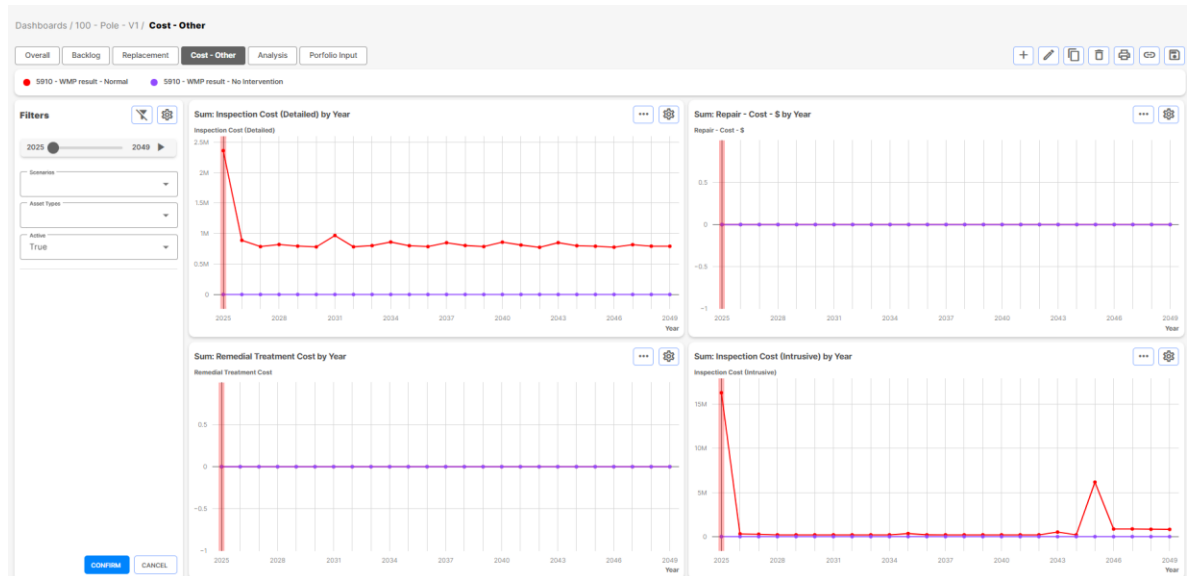 Dashboards / 100 - Pole - V1 / Cost - Other
Overall Backlog Replacement Cost - Other Analysis Porfolio Input
5910 - WMP result - Normal 5910 - WMP result - No Intervention
Filters
2025 2049
Scenarios
Asset Types
Active
True
CONFIRM CANCEL
Sum: Inspection Cost (Detailed) by Year
Inspection Cost (Detailed)
2.5M
2M
1.5M
1M
0.5M
0
2025 2028 2031 2034 2037 2040 2043 2046 2049
Year
Sum: Repair - Cost - $ by Year
Repair - Cost - $
0.5
0
-0.5
-1
2025 2028 2031 2034 2037 2040 2043 2046 2049
Year
Sum: Remedial Treatment Cost by Year
Remedial Treatment Cost
0.5
0
-0.5
-1
2025 2028 2031 2034 2037 2040 2043 2046 2049
Year
Sum: Inspection Cost (Intrusive) by Year
Inspection Cost (Intrusive)
15M
10M
5M
0
2025 2028 2031 2034 2037 2040 2043 2046 2049
Year